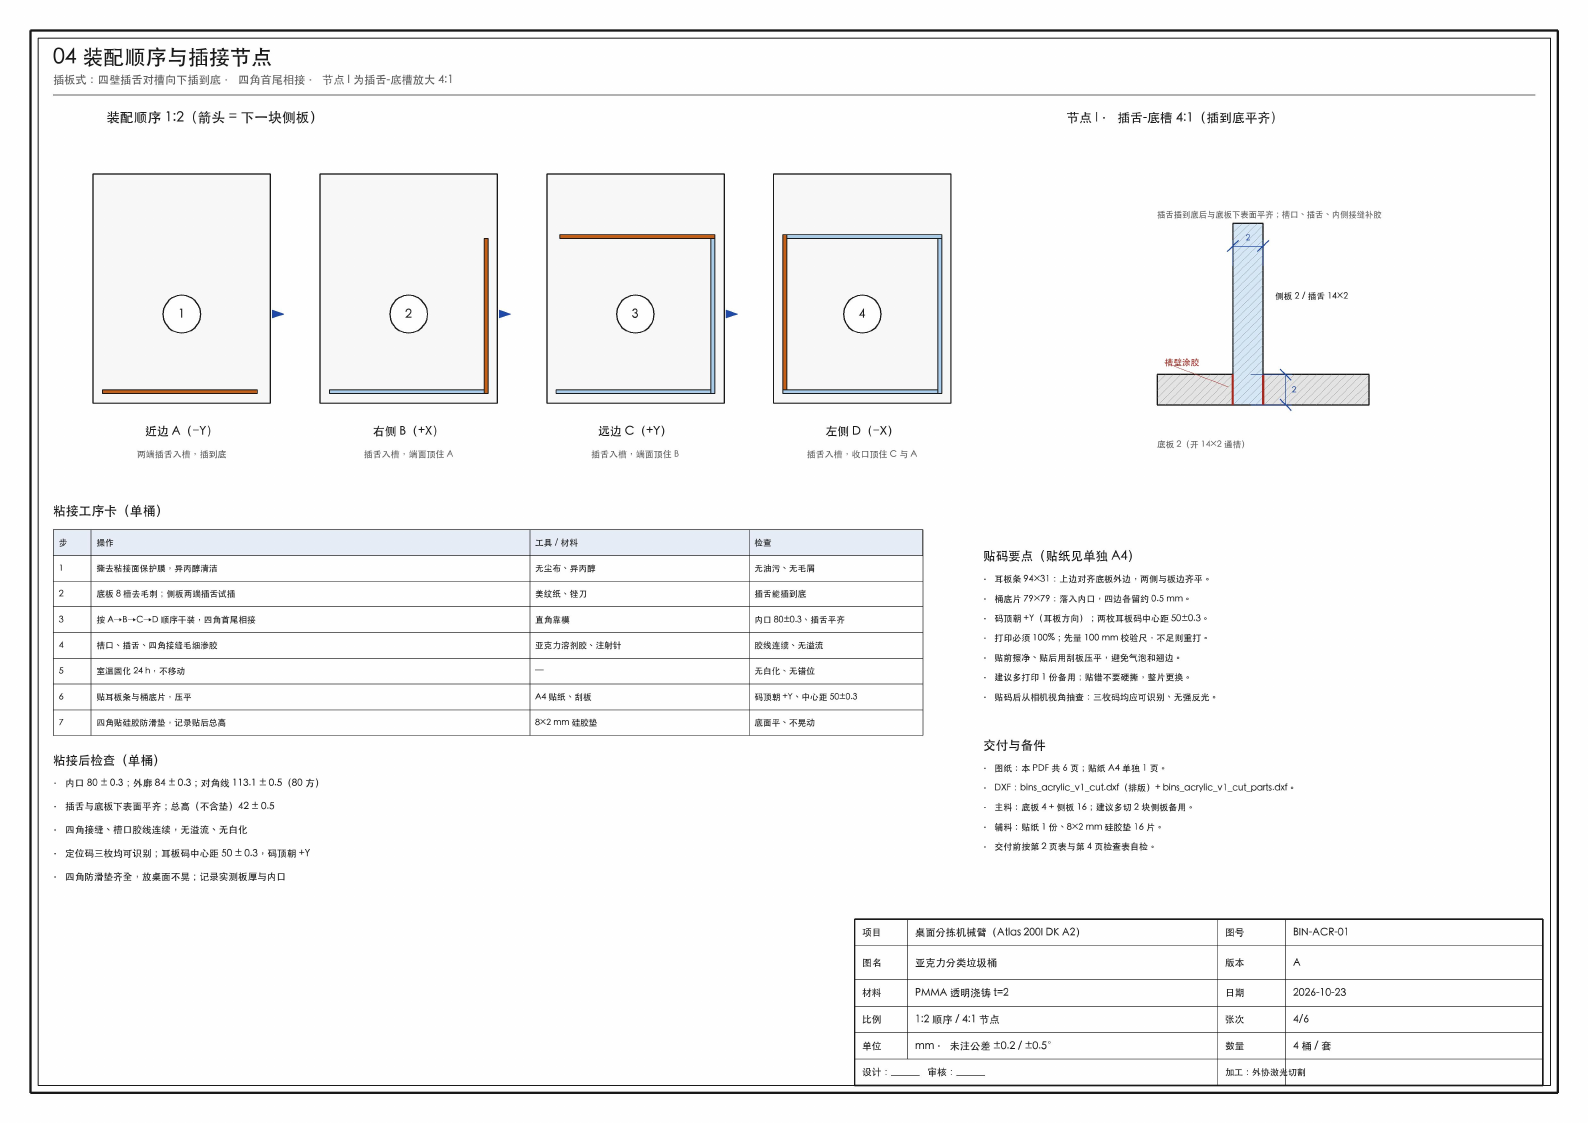 04 装配顺序与插接节点
插板式：四壁插舌对槽向下插到底 · 四角首尾相接 · 节点 I 为插舌-底槽放大 4:1
装配顺序 1:2（箭头 = 下一块侧板）
1
2
3
4
近边 A（−Y）
右侧 B（+X）
远边 C（+Y）
左侧 D（−X）
两端插舌入槽，插到底
插舌入槽，端面顶住 A
插舌入槽，端面顶住 B
插舌入槽，收口顶住 C 与 A
节点 I · 插舌-底槽 4:1（插到底平齐）
插舌插到底后与底板下表面平齐；槽口、插舌、内侧接缝补胶
2
侧板 2 / 插舌 14×2
槽壁涂胶
2
底板 2（开 14×2 通槽）
粘接工序卡（单桶）
步 操作 工具 / 材料 检查
1 撕去粘接面保护膜，异丙醇清洁 无尘布、异丙醇 无油污、无毛屑
2 底板 8 槽去毛刺；侧板两端插舌试插 美纹纸、锉刀 插舌能插到底
3 按 A→B→C→D 顺序干装，四角首尾相接 直角靠模 内口 80±0.3、插舌平齐
4 槽口、插舌、四角接缝毛细渗胶 亚克力溶剂胶、注射针 胶线连续、无溢流
5 室温固化 24 h，不移动 — 无白化、无错位
6 贴耳板条与桶底片，压平 A4 贴纸、刮板 码顶朝 +Y、中心距 50±0.3
7 四角贴硅胶防滑垫，记录贴后总高 8×2 mm 硅胶垫 底面平、不晃动
粘接后检查（单桶）
· 内口 80 ± 0.3；外廓 84 ± 0.3；对角线 113.1 ± 0.5（80 方）
· 插舌与底板下表面平齐；总高（不含垫）42 ± 0.5
· 四角接缝、槽口胶线连续，无溢流、无白化
· 定位码三枚均可识别；耳板码中心距 50 ± 0.3，码顶朝 +Y
· 四角防滑垫齐全，放桌面不晃；记录实测板厚与内口
贴码要点（贴纸见单独 A4）
· 耳板条 94×31：上边对齐底板外边，两侧与板边齐平。
· 桶底片 79×79：落入内口，四边各留约 0.5 mm。
· 码顶朝 +Y（耳板方向）；两枚耳板码中心距 50±0.3。
· 打印必须 100%；先量 100 mm 校验尺，不足则重打。
· 贴前擦净、贴后用刮板压平，避免气泡和翘边。
· 建议多打印 1 份备用；贴错不要硬撕，整片更换。
· 贴码后从相机视角抽查：三枚码均应可识别、无强反光。
交付与备件
· 图纸：本 PDF 共 6 页；贴纸 A4 单独 1 页。
· DXF：bins_acrylic_v1_cut.dxf（排版）+ bins_acrylic_v1_cut_parts.dxf。
· 主料：底板 4 + 侧板 16；建议多切 2 块侧板备用。
· 辅料：贴纸 1 份、8×2 mm 硅胶垫 16 片。
· 交付前按第 2 页表与第 4 页检查表自检。
项目 桌面分拣机械臂（Atlas 200I DK A2） 图号 BIN-ACR-01
图名 亚克力分类垃圾桶 版本 A
材料 PMMA 透明浇铸 t=2 日期 2026-10-23
比例 1:2 顺序 / 4:1 节点 张次 4/6
单位 mm · 未注公差 ±0.2 / ±0.5° 数量 4 桶 / 套
设计：______ 审核：______ 加工：外协激光切割